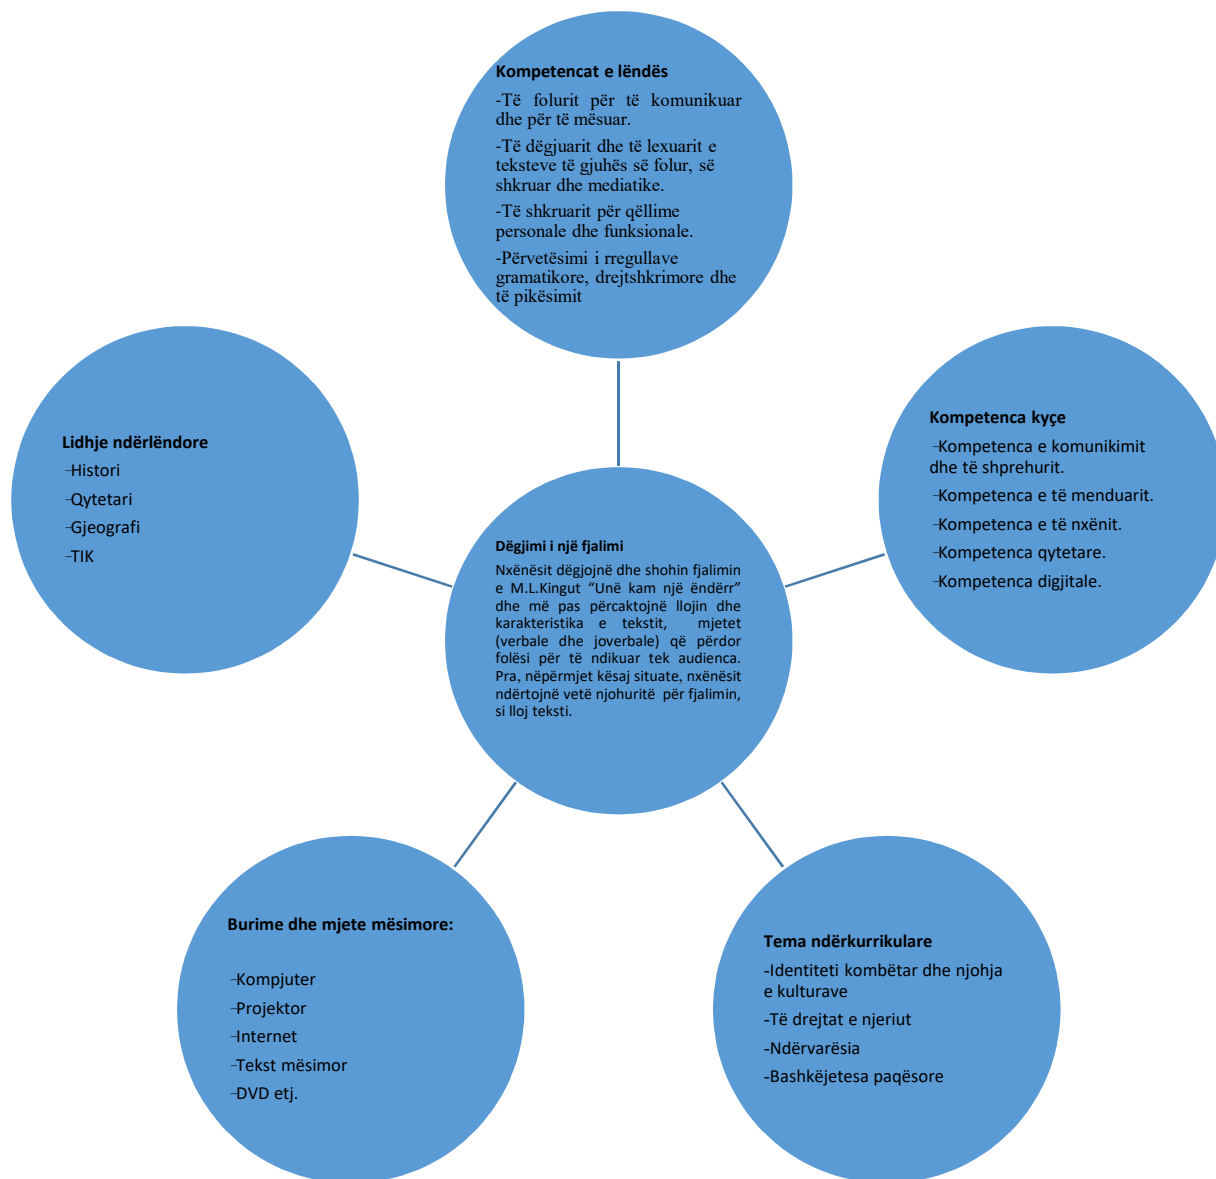 Kompetencat e lëndës
-Të folurit për të komunikuar
dhe për të mësuar.
-Të dëgjuarit dhe të lexuarit e
teksteve të gjuhës së folur, së
shkruar dhe mediatike.
-Të shkruarit për qëllime
personale dhe funksionale.
-Përvetësimi i rregullave
gramatikore, drejtshkrimore dhe
të pikësimit
Kompetenca kyçe
-Kompetenca e komunikimit
dhe të shprehurit.
-Kompetenca e të menduarit.
-Kompetenca e të nxënit.
-Kompetenca qytetare.
-Kompetenca digjitale.
Lidhje ndërlëndore
-Histori
-Qytetari
-Gjeografi
-TIK
Dëgjimi i një fjalimi
Nxënësit dëgjojnë dhe shohin fjalimin
e M.L.Kingut “Unë kam një ëndërr”
dhe më pas përcaktojnë llojin dhe
karakteristika e tekstit, mjetet
(verbale dhe joverbale) që përdor
folësi për të ndikuar tek audienca.
Pra, nëpërmjet kësaj situate, nxënësit
ndërtojnë vetë njohuritë për fjalimin,
si lloj teksti.
Burime dhe mjete mësimore:
-Kompjuter
-Projektor
-Internet
-Tekst mësimor
-DVD etj.
Tema ndërkurrikulare
-Identiteti kombëtar dhe njohja
e kulturave
-Të drejtat e njeriut
-Ndërvarësia
-Bashkëjetesa paqësore